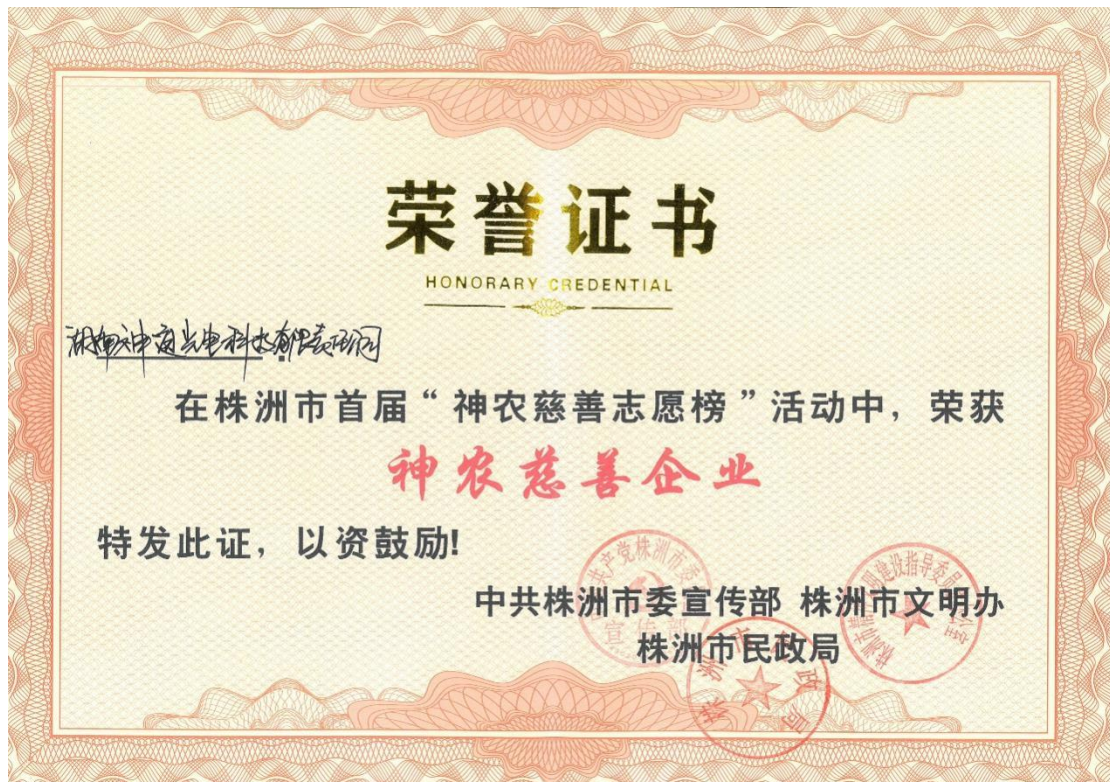 荣誉证书
HONORARY CREDENTIAL
湖南神通光电科技有限责任公司
在株洲市首届“神农慈善志愿榜”活动中，荣获
神农慈善企业
特发此证，以资鼓励!
中共株洲市委宣传部 株洲市文明办
株洲市民政局